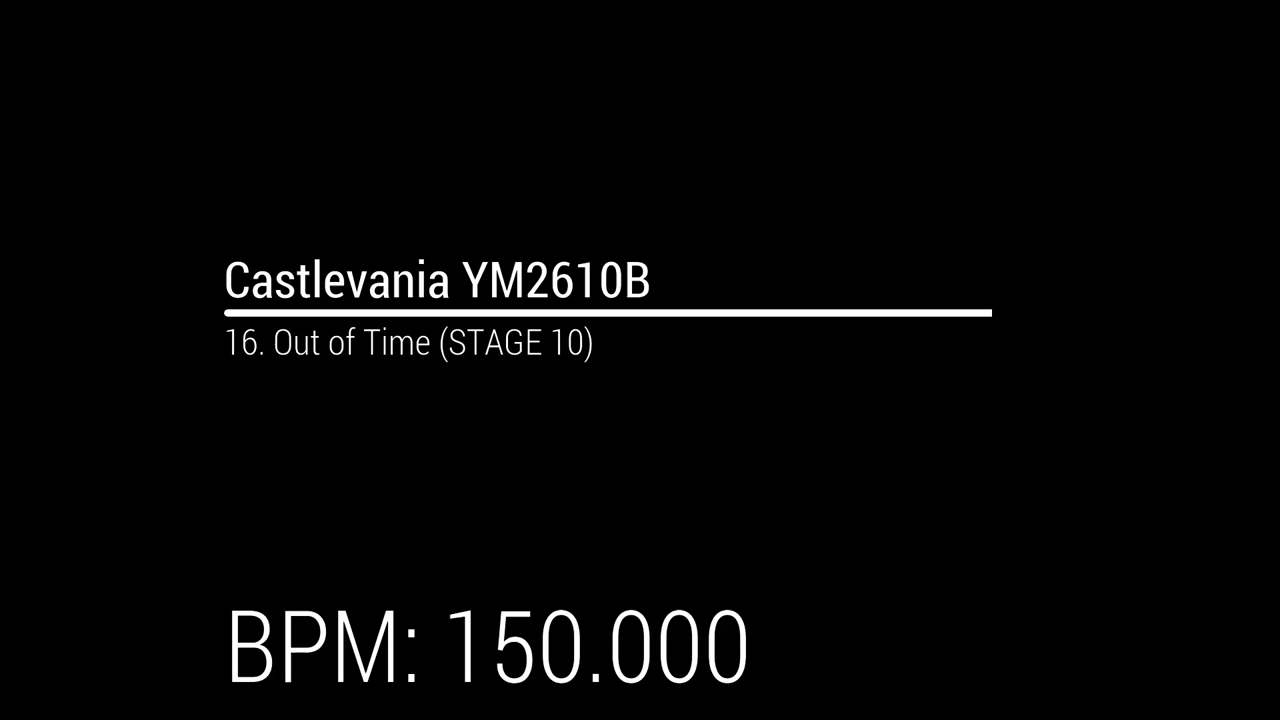 Castlevania YM2610B
16. Out of Time (STAGE 10)
BPM: 150.000